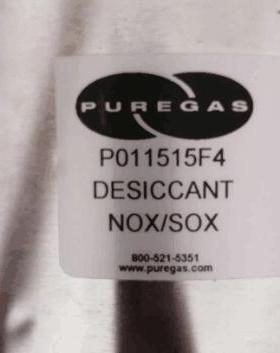 PUREGAS
P011515F4
DESICCANT
NOX/SOX
800-521-5351
www.puregas.com